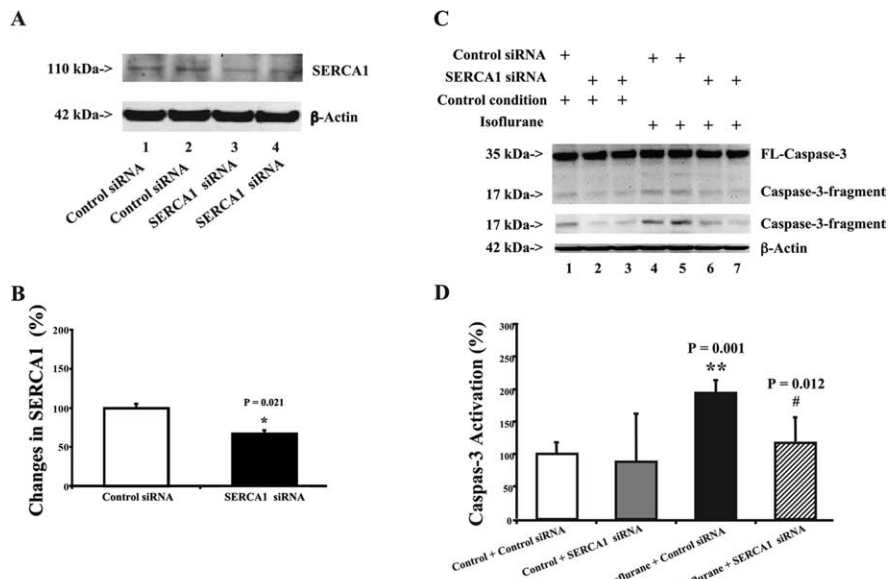 A
110 kDa->
SERCA1
42 kDa->
β-Actin
1 2 3 4
Control siRNA
Control siRNA
SERCA1 siRNA
SERCA1 siRNA
B
Changes in SERCA1 (%)
200
150
100
50
0
P = 0.021
*
Control siRNA
SERCA1 siRNA
C
Control siRNA + + +
SERCA1 siRNA + + + +
Control condition + + +
Isoflurane + + + +
35 kDa->
FL-Caspase-3
17 kDa->
Caspase-3-fragment
17 kDa->
Caspase-3-fragment
42 kDa->
β-Actin
1 2 3 4 5 6 7
D
Caspas-3 Activation (%)
300
250
200
150
100
50
0
P = 0.001
**
P = 0.012
#
Control + Control siRNA
Control + SERCA1 siRNA
oflurane + Control siRNA
flurane + SERCA1 siRNA